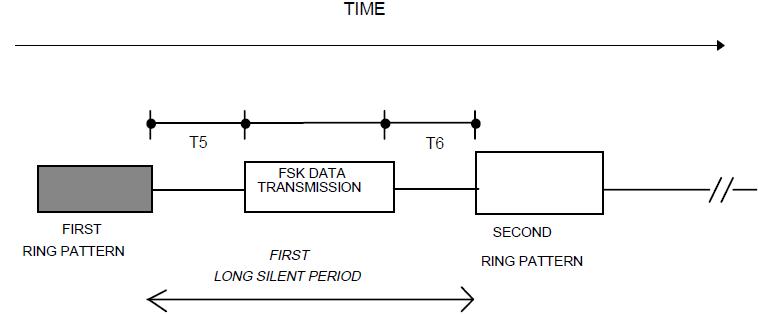 TIME
T5
T6
FSK DATA
TRANSMISSION
FIRST
RING PATTERN
FIRST
LONG SILENT PERIOD
SECOND
RING PATTERN